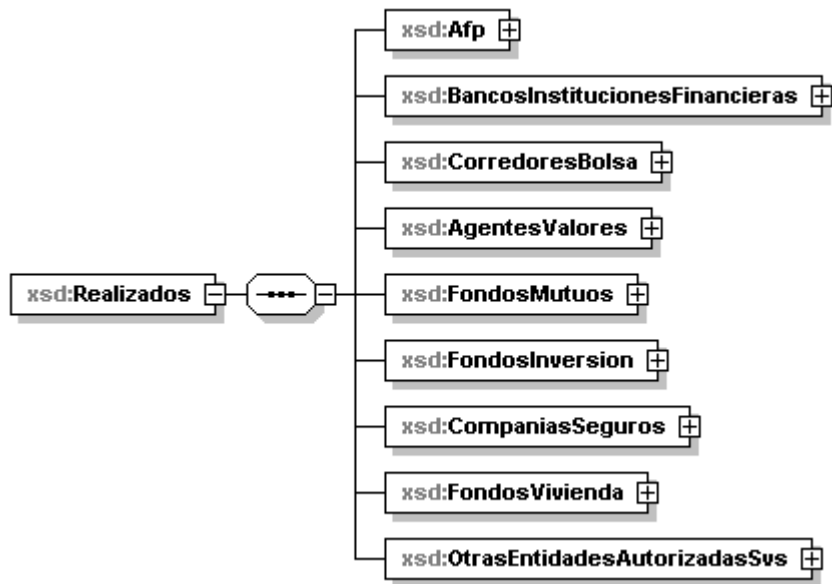 xsd:Afp
xsd:BancosInstitucionesFinancieras
xsd:CorredoresBolsa
xsd:AgentesValores
xsd:Realizados
xsd:FondosMutuos
xsd:FondosInversion
xsd:CompaniasSeguros
xsd:FondosVivienda
xsd:OtrasEntidadesAutorizadasSvs